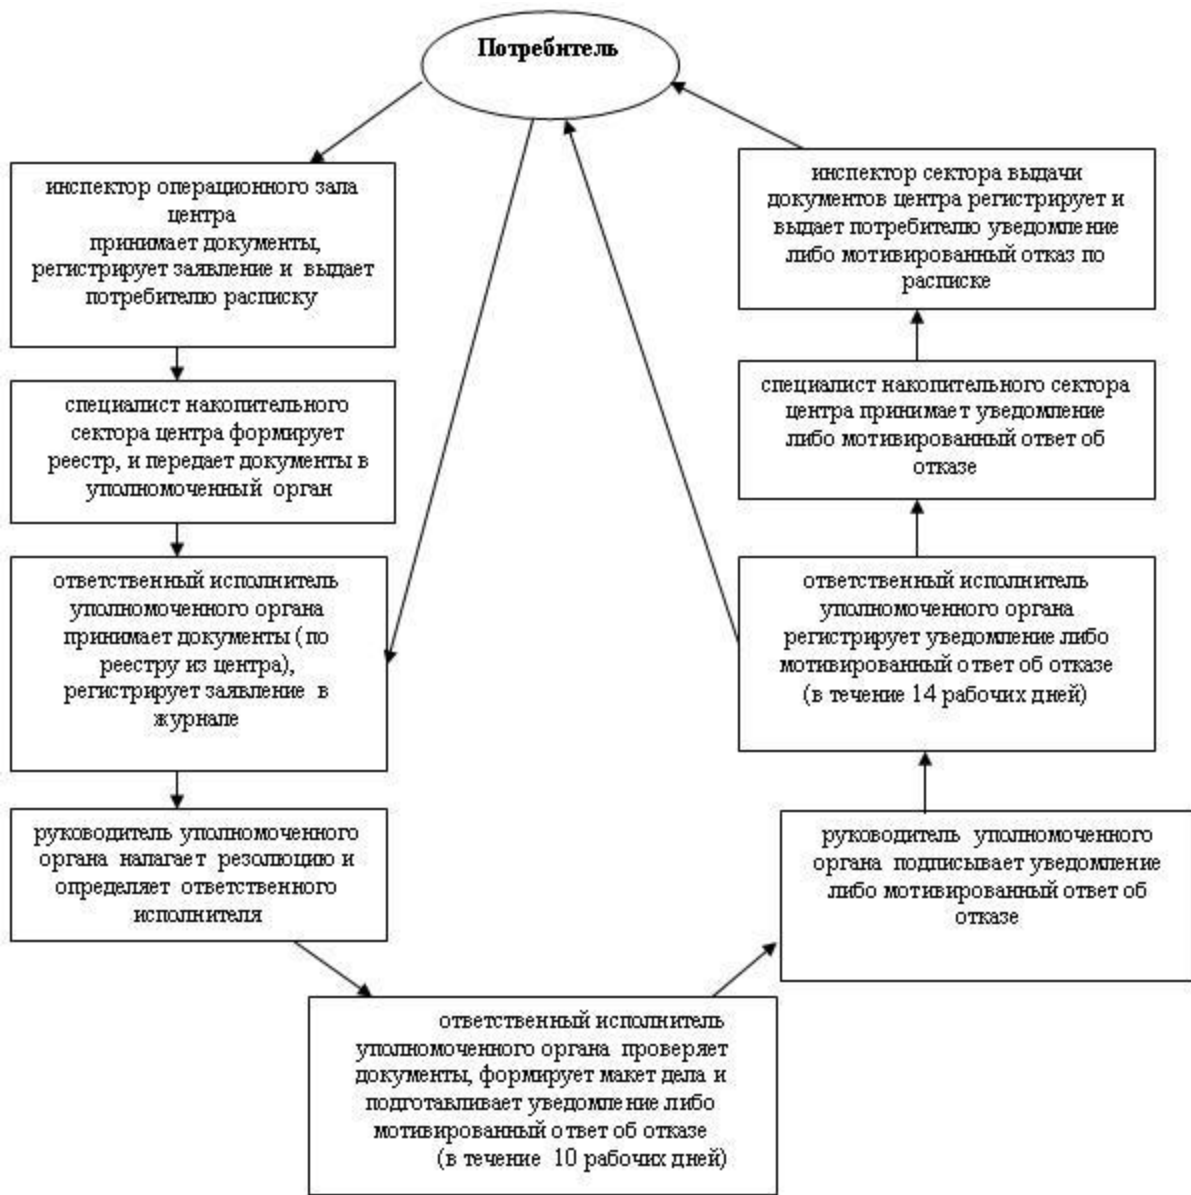 Потребитель
инспектор операционного зала
центра
принимает документы,
регистрирует заявление и выдает
потребителю расписку
специалист накопительного
сектора центра формирует
реестр, и передает документы в
уполномоченный орган
ответственный исполнитель
уполномоченного органа
принимает документы (по
реестру из центра),
регистрирует заявление в
журнале
руководитель уполномоченного
органа налагает резолюцию и
определяет ответственного
исполнителя
ответственный исполнитель
уполномоченного органа проверяет
документы, формирует макет дела и
подготавливает уведомление либо
мотивированный ответ об отказе
(в течение 10 рабочих дней)
руководитель уполномоченного
органа подписывает уведомление
либо мотивированный ответ об
отказе
ответственный исполнитель
уполномоченного органа
регистрирует уведомление либо
мотивированный ответ об отказе
(в течение 14 рабочих дней)
специалист накопительного сектора
центра принимает уведомление
либо мотивированный ответ об
отказе
инспектор сектора выдачи
документов центра регистрирует и
выдает потребителю уведомление
либо мотивированный отказ по
расписке